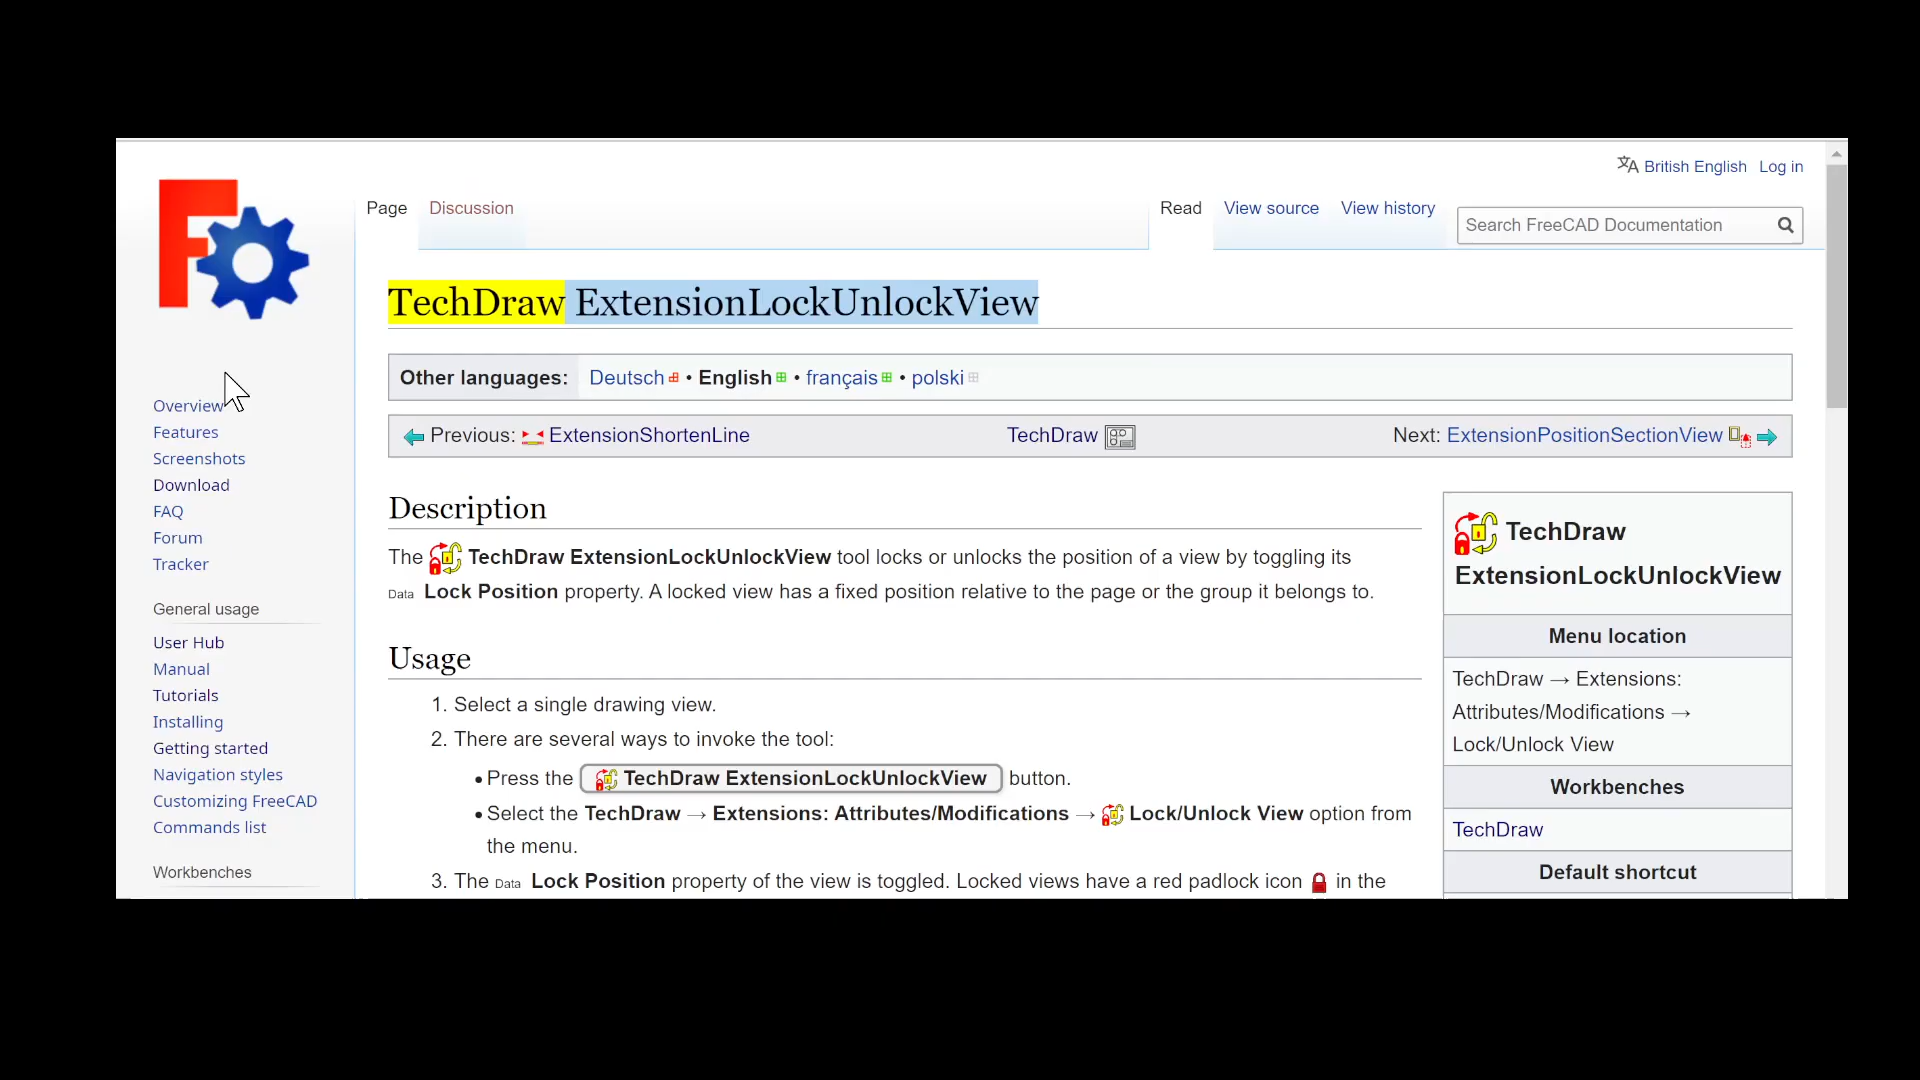 British English Log in
Page Discussion Read View source View history Search FreeCAD Documentation
TechDraw ExtensionLockUnlockView
Other languages: Deutsch • English • français • polski
Previous: ExtensionShortenLine TechDraw Next: ExtensionPositionSectionView
Overview
Features
Screenshots
Download
FAQ
Forum
Tracker
General usage
User Hub
Manual
Tutorials
Installing
Getting started
Navigation styles
Customizing FreeCAD
Commands list
Workbenches
Description
The TechDraw ExtensionLockUnlockView tool locks or unlocks the position of a view by toggling its
Data Lock Position property. A locked view has a fixed position relative to the page or the group it belongs to.
Usage
1. Select a single drawing view.
2. There are several ways to invoke the tool:
• Press the TechDraw ExtensionLockUnlockView button.
• Select the TechDraw → Extensions: Attributes/Modifications → Lock/Unlock View option from
the menu.
3. The Data Lock Position property of the view is toggled. Locked views have a red padlock icon in the
TechDraw
ExtensionLockUnlockView
Menu location
TechDraw → Extensions:
Attributes/Modifications →
Lock/Unlock View
Workbenches
TechDraw
Default shortcut